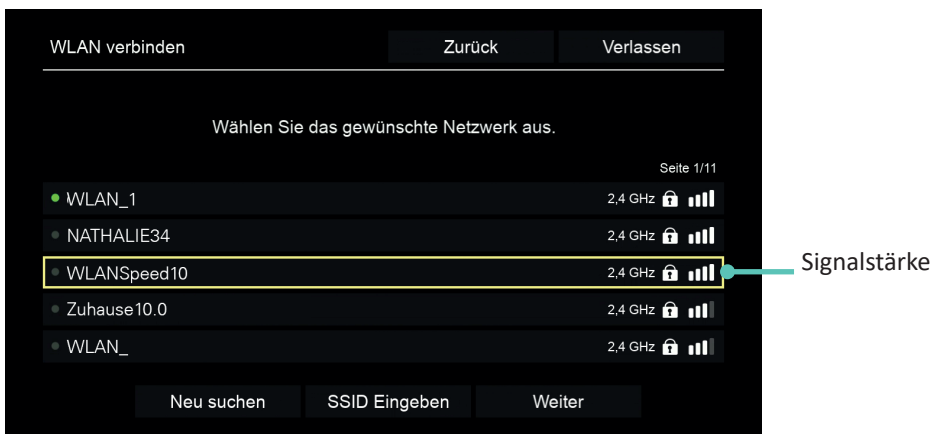 WLAN verbinden Zurück Verlassen
Wählen Sie das gewünschte Netzwerk aus.
Seite 1/11
WLAN_1 2,4 GHz
NATHALIE34 2,4 GHz
WLANSpeed10 2,4 GHz
Signalstärke
Zuhause10.0 2,4 GHz
WLAN_ 2,4 GHz
Neu suchen SSID Eingeben Weiter